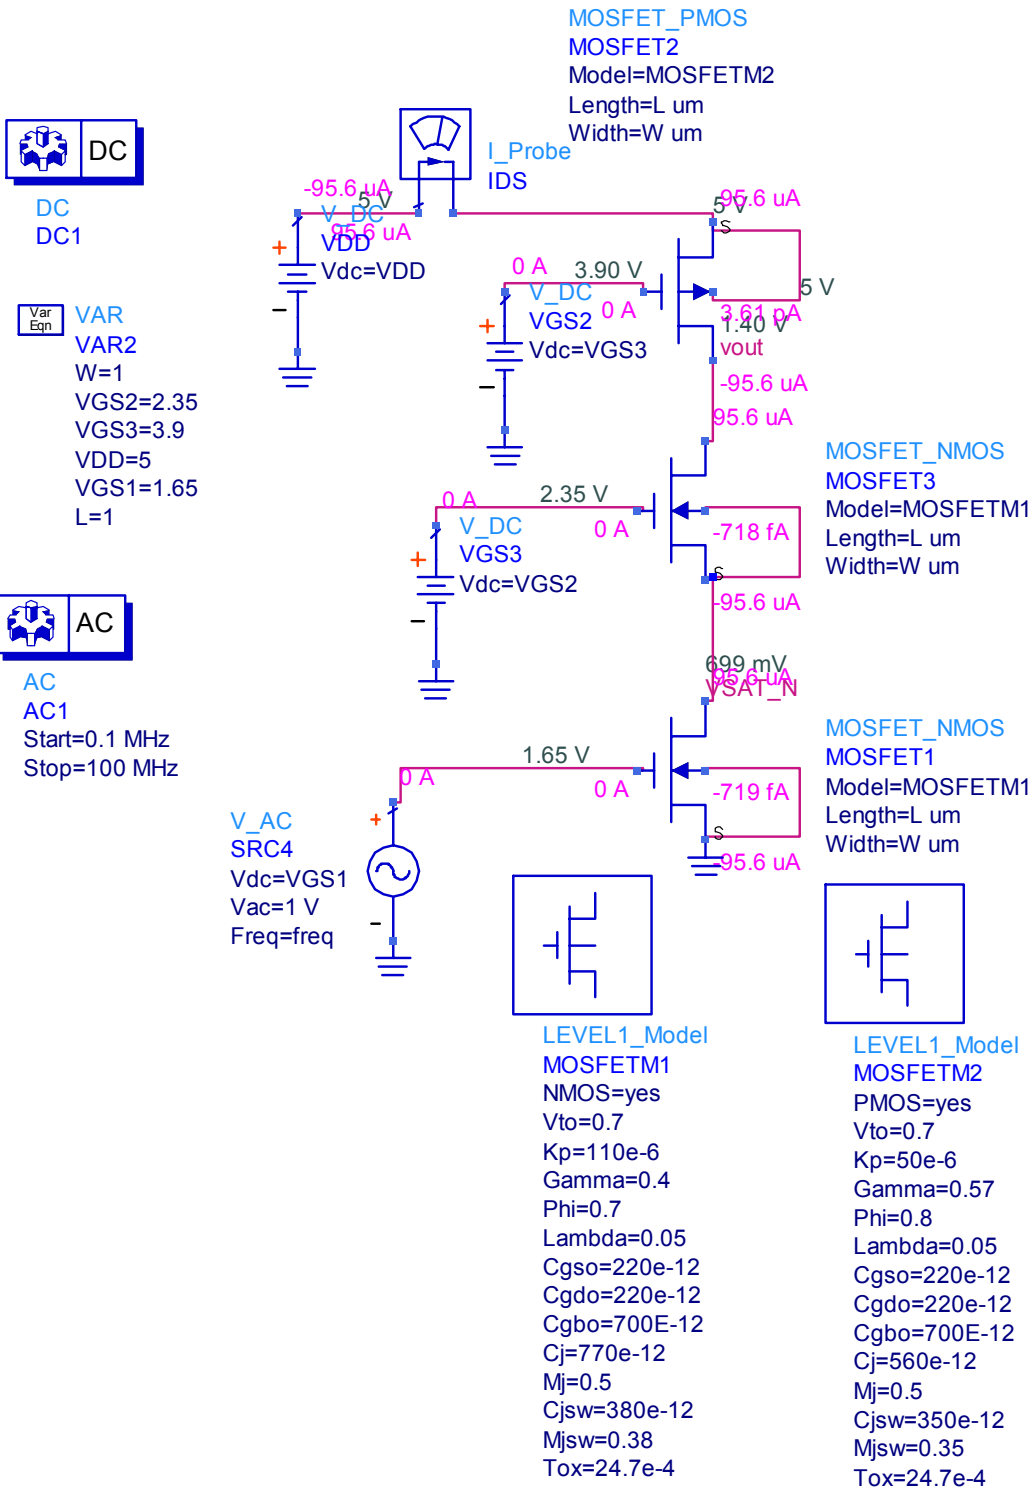 MOSFET_PMOS
MOSFET2
Model=MOSFETM2
Length=L um
Width=W um
DC
DC
DC1
I_Probe
IDS
-95.6 uA
5 V
95.6 uA
V_DC
VDD
Vdc=VDD
+
-
5 V
95.6 uA
S
5 V
3.61 pA
1.40 V
vout
-95.6 uA
0 A
3.90 V
0 A
V_DC
VGS2
Vdc=VGS3
+
-
Var
Eqn
VAR
VAR2
W=1
VGS2=2.35
VGS3=3.9
VDD=5
VGS1=1.65
L=1
95.6 uA
MOSFET_NMOS
MOSFET3
Model=MOSFETM1
Length=L um
Width=W um
0 A
2.35 V
0 A
-718 fA
V_DC
VGS3
Vdc=VGS2
+
-
S
-95.6 uA
AC
AC
AC1
Start=0.1 MHz
Stop=100 MHz
699 mV
95.6 uA
VSAT_N
MOSFET_NMOS
MOSFET1
Model=MOSFETM1
Length=L um
Width=W um
0 A
1.65 V
0 A
-719 fA
S
-95.6 uA
V_AC
SRC4
Vdc=VGS1
Vac=1 V
Freq=freq
+
-
LEVEL1_Model
MOSFETM1
NMOS=yes
Vto=0.7
Kp=110e-6
Gamma=0.4
Phi=0.7
Lambda=0.05
Cgso=220e-12
Cgdo=220e-12
Cgbo=700E-12
Cj=770e-12
Mj=0.5
Cjsw=380e-12
Mjsw=0.38
Tox=24.7e-4
LEVEL1_Model
MOSFETM2
PMOS=yes
Vto=0.7
Kp=50e-6
Gamma=0.57
Phi=0.8
Lambda=0.05
Cgso=220e-12
Cgdo=220e-12
Cgbo=700E-12
Cj=560e-12
Mj=0.5
Cjsw=350e-12
Mjsw=0.35
Tox=24.7e-4